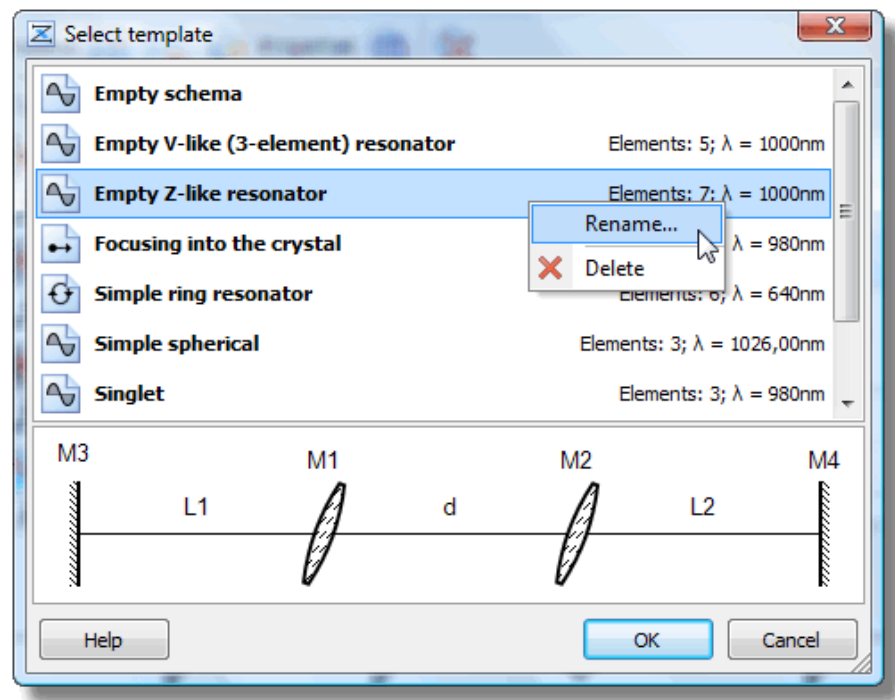 Select template
Empty schema
Empty V-like (3-element) resonator Elements: 5; λ = 1000nm
Empty Z-like resonator Elements: 7; λ = 1000nm
Rename...
Focusing into the crystal λ = 980nm
Delete
Simple ring resonator Elements: 6; λ = 640nm
Simple spherical Elements: 3; λ = 1026,00nm
Singlet Elements: 3; λ = 980nm
M3 M1 M2 M4
L1 d L2
Help OK Cancel